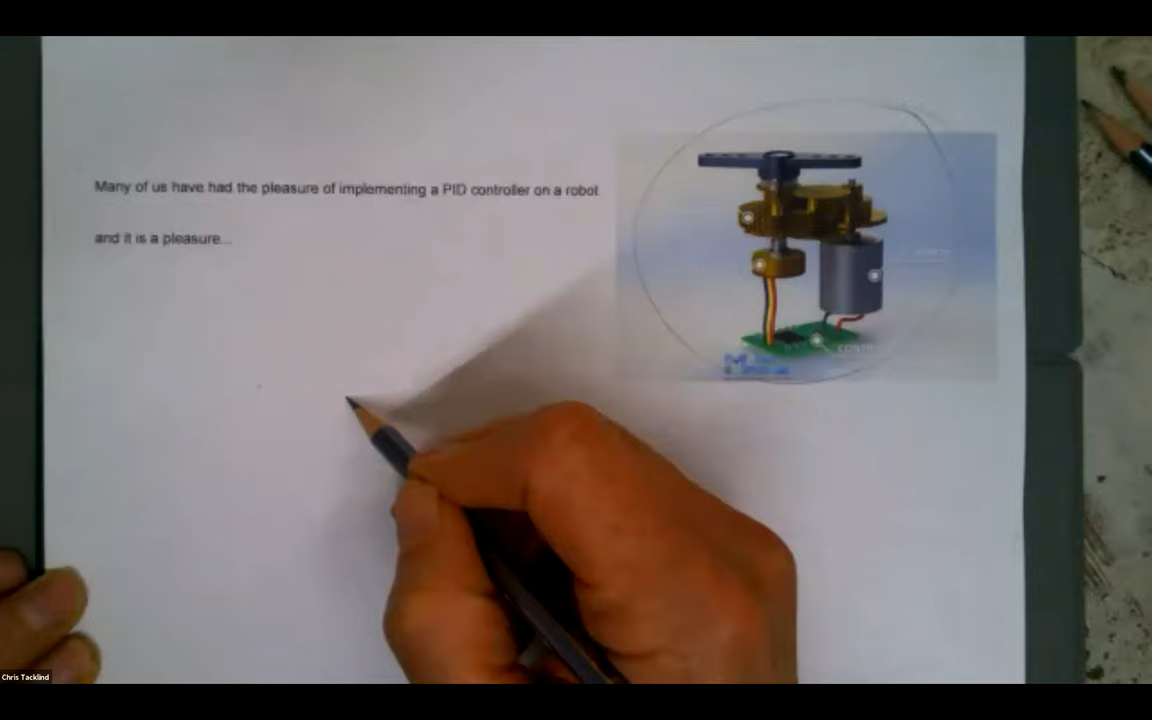 Many of us have had the pleasure of implementing a PID controller on a robot
and it is a pleasure...
Chris Tacklind